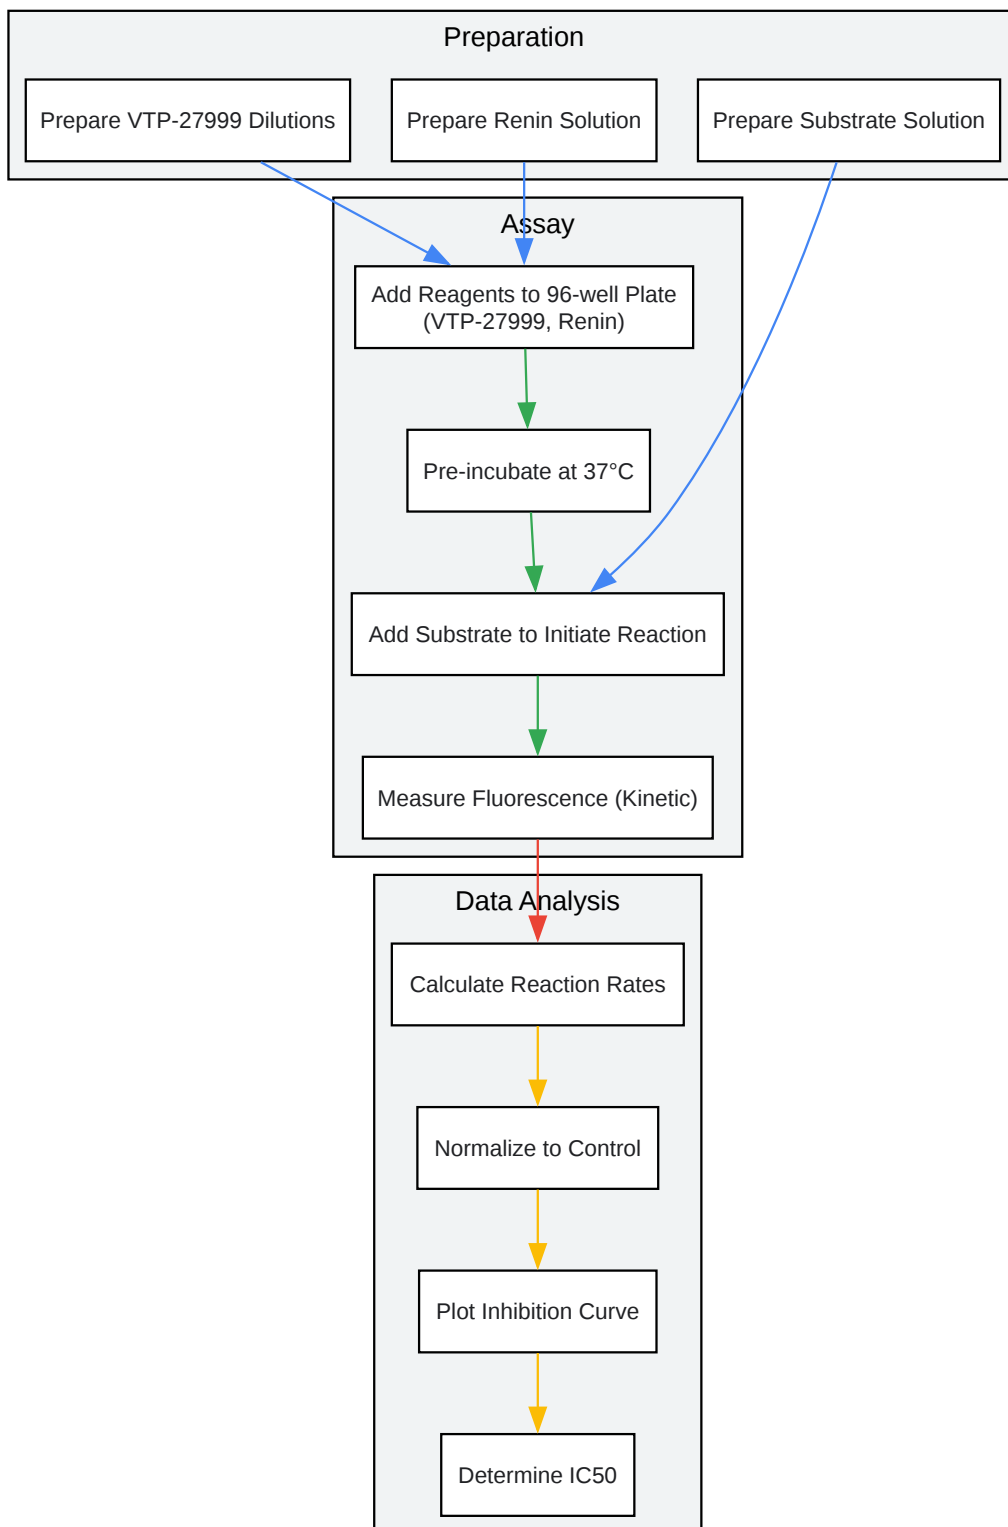 Preparation
Prepare VTP-27999 Dilutions
Prepare Renin Solution
Prepare Substrate Solution
Assay
Add Reagents to 96-well Plate
(VTP-27999, Renin)
Pre-incubate at 37°C
Add Substrate to Initiate Reaction
Measure Fluorescence (Kinetic)
Data Analysis
Calculate Reaction Rates
Normalize to Control
Plot Inhibition Curve
Determine IC50